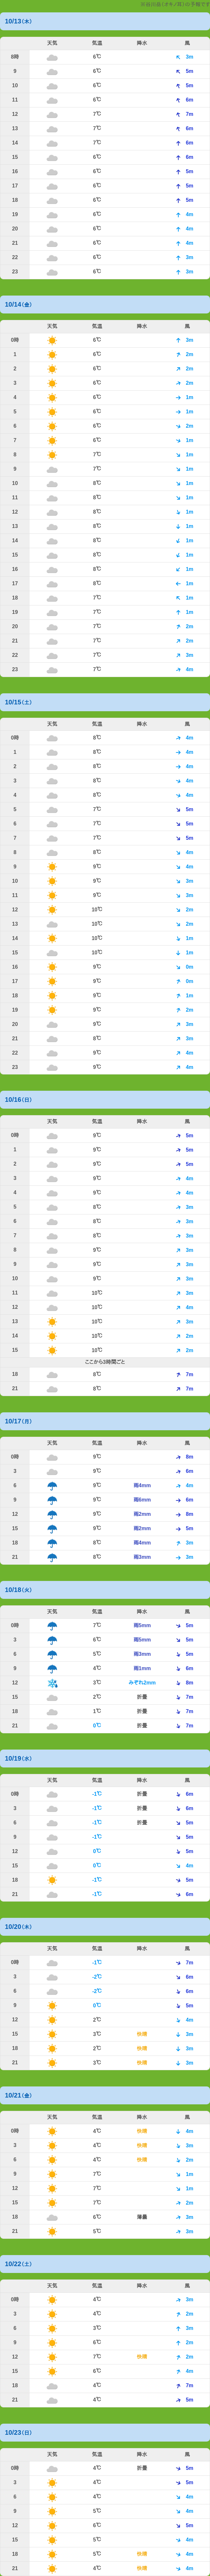 10/13(木)
天気 気温 降水 風
8時 6℃ 3m
9 6℃ 5m
10 6℃ 5m
11 6℃ 6m
12 7℃ 7m
13 7℃ 6m
14 7℃ 6m
15 6℃ 6m
16 6℃ 5m
17 6℃ 5m
18 6℃ 5m
19 6℃ 4m
20 6℃ 4m
21 6℃ 4m
22 6℃ 3m
23 6℃ 3m
10/14(金)
天気 気温 降水 風
0時 6℃ 3m
1 6℃ 2m
2 6℃ 2m
3 6℃ 2m
4 6℃ 1m
5 6℃ 1m
6 6℃ 2m
7 6℃ 1m
8 7℃ 1m
9 7℃ 1m
10 8℃ 1m
11 8℃ 1m
12 8℃ 1m
13 8℃ 1m
14 8℃ 1m
15 8℃ 1m
16 8℃ 1m
17 8℃ 1m
18 7℃ 1m
19 7℃ 1m
20 7℃ 2m
21 7℃ 2m
22 7℃ 3m
23 7℃ 4m
10/15(土)
天気 気温 降水 風
0時 8℃ 4m
1 8℃ 4m
2 8℃ 4m
3 8℃ 4m
4 8℃ 4m
5 7℃ 5m
6 7℃ 5m
7 7℃ 5m
8 8℃ 4m
9 9℃ 4m
10 9℃ 3m
11 9℃ 3m
12 10℃ 2m
13 10℃ 2m
14 10℃ 1m
15 10℃ 1m
16 9℃ 0m
17 9℃ 0m
18 9℃ 1m
19 9℃ 2m
20 9℃ 3m
21 8℃ 3m
22 9℃ 4m
23 9℃ 4m
10/16(日)
天気 気温 降水 風
0時 9℃ 5m
1 9℃ 5m
2 9℃ 5m
3 9℃ 4m
4 9℃ 4m
5 8℃ 3m
6 8℃ 3m
7 8℃ 3m
8 9℃ 3m
9 9℃ 3m
10 9℃ 3m
11 10℃ 3m
12 10℃ 4m
13 10℃ 3m
14 10℃ 2m
15 10℃ 2m
ここから3時間ごと
18 8℃ 7m
21 8℃ 7m
10/17(月)
天気 気温 降水 風
0時 9℃ 8m
3 9℃ 6m
6 9℃ 雨4mm 4m
9 9℃ 雨6mm 6m
12 9℃ 雨2mm 8m
15 9℃ 雨2mm 5m
18 8℃ 雨4mm 3m
21 8℃ 雨3mm 3m
10/18(火)
天気 気温 降水 風
0時 7℃ 雨5mm 5m
3 6℃ 雨5mm 5m
6 5℃ 雨3mm 5m
9 4℃ 雨1mm 6m
12 3℃ みぞれ2mm 8m
15 2℃ 折曇 7m
18 1℃ 折曇 7m
21 0℃ 折曇 7m
10/19(水)
天気 気温 降水 風
0時 -1℃ 折曇 6m
3 -1℃ 折曇 6m
6 -1℃ 折曇 5m
9 -1℃ 5m
12 0℃ 5m
15 0℃ 4m
18 -1℃ 5m
21 -1℃ 6m
10/20(木)
天気 気温 降水 風
0時 -1℃ 7m
3 -2℃ 6m
6 -2℃ 5m
9 0℃ 5m
12 2℃ 4m
15 3℃ 快晴 3m
18 2℃ 快晴 3m
21 3℃ 快晴 3m
10/21(金)
天気 気温 降水 風
0時 4℃ 快晴 4m
3 4℃ 快晴 3m
6 4℃ 快晴 2m
9 7℃ 1m
12 7℃ 1m
15 7℃ 2m
18 6℃ 薄曇 3m
21 5℃ 3m
10/22(土)
天気 気温 降水 風
0時 4℃ 3m
3 4℃ 2m
6 3℃ 3m
9 6℃ 2m
12 7℃ 快晴 2m
15 6℃ 4m
18 4℃ 7m
21 4℃ 5m
10/23(日)
天気 気温 降水 風
0時 4℃ 折曇 5m
3 4℃ 5m
6 4℃ 4m
9 5℃ 4m
12 6℃ 5m
15 5℃ 4m
18 5℃ 快晴 4m
21 4℃ 快晴 4m